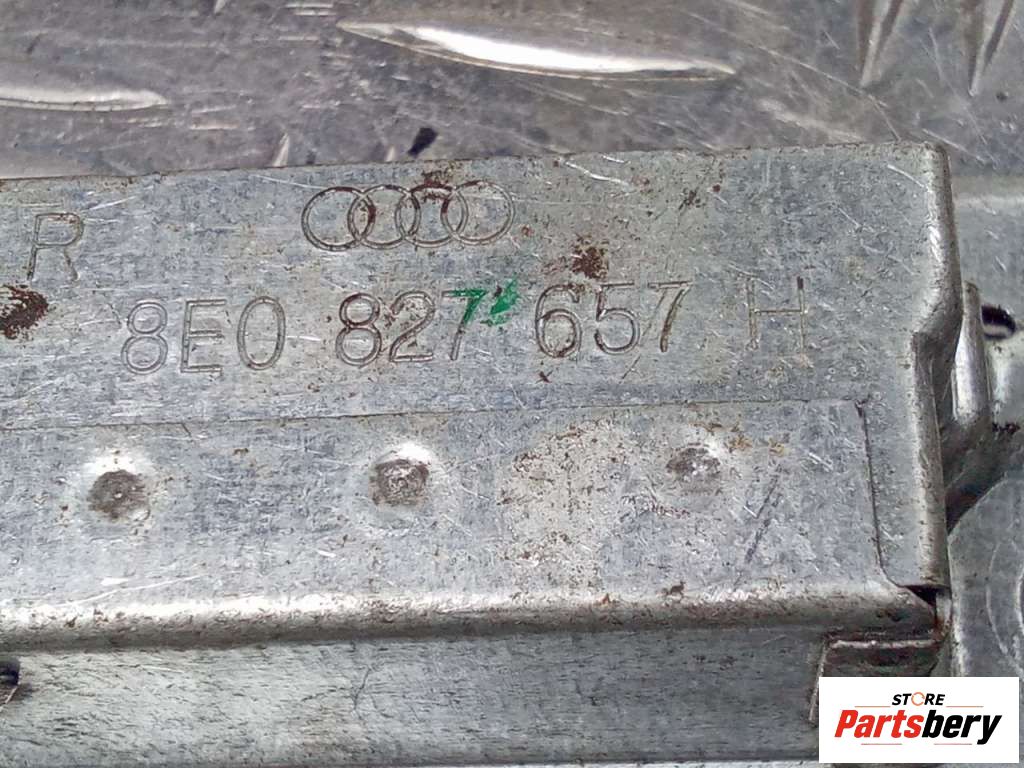 R
8E0 827 657 H
STORE
Partsbery